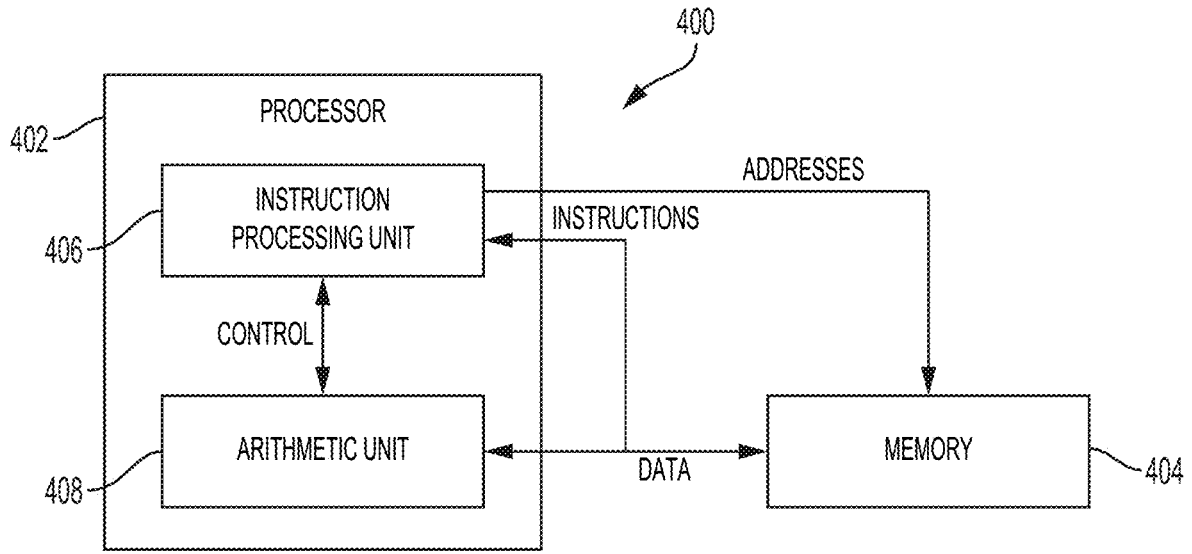 400
PROCESSOR
402
ADDRESSES
INSTRUCTION
PROCESSING UNIT
INSTRUCTIONS
406
CONTROL
ARITHMETIC UNIT
MEMORY
DATA
408
404